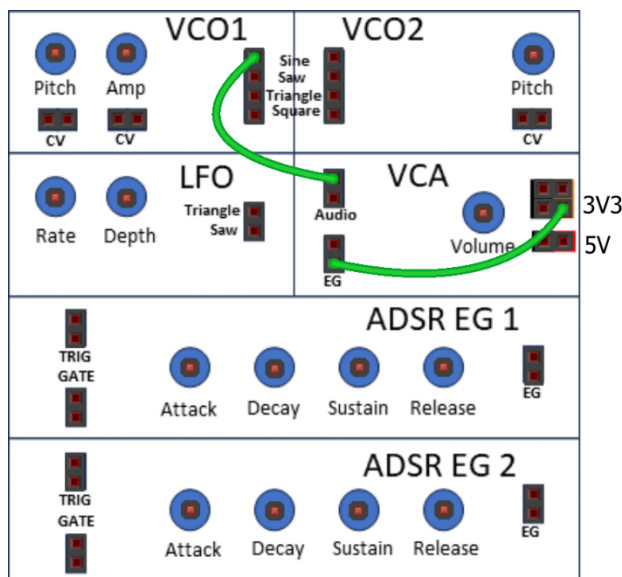 VCO1
VCO2
Sine
Saw
Triangle
Square
Pitch
Amp
Pitch
CV
CV
CV
LFO
VCA
Triangle
Saw
Audio
3V3
Rate
Depth
Volume
5V
EG
ADSR EG 1
TRIG
GATE
Attack
Decay
Sustain
Release
EG
ADSR EG 2
TRIG
GATE
Attack
Decay
Sustain
Release
EG